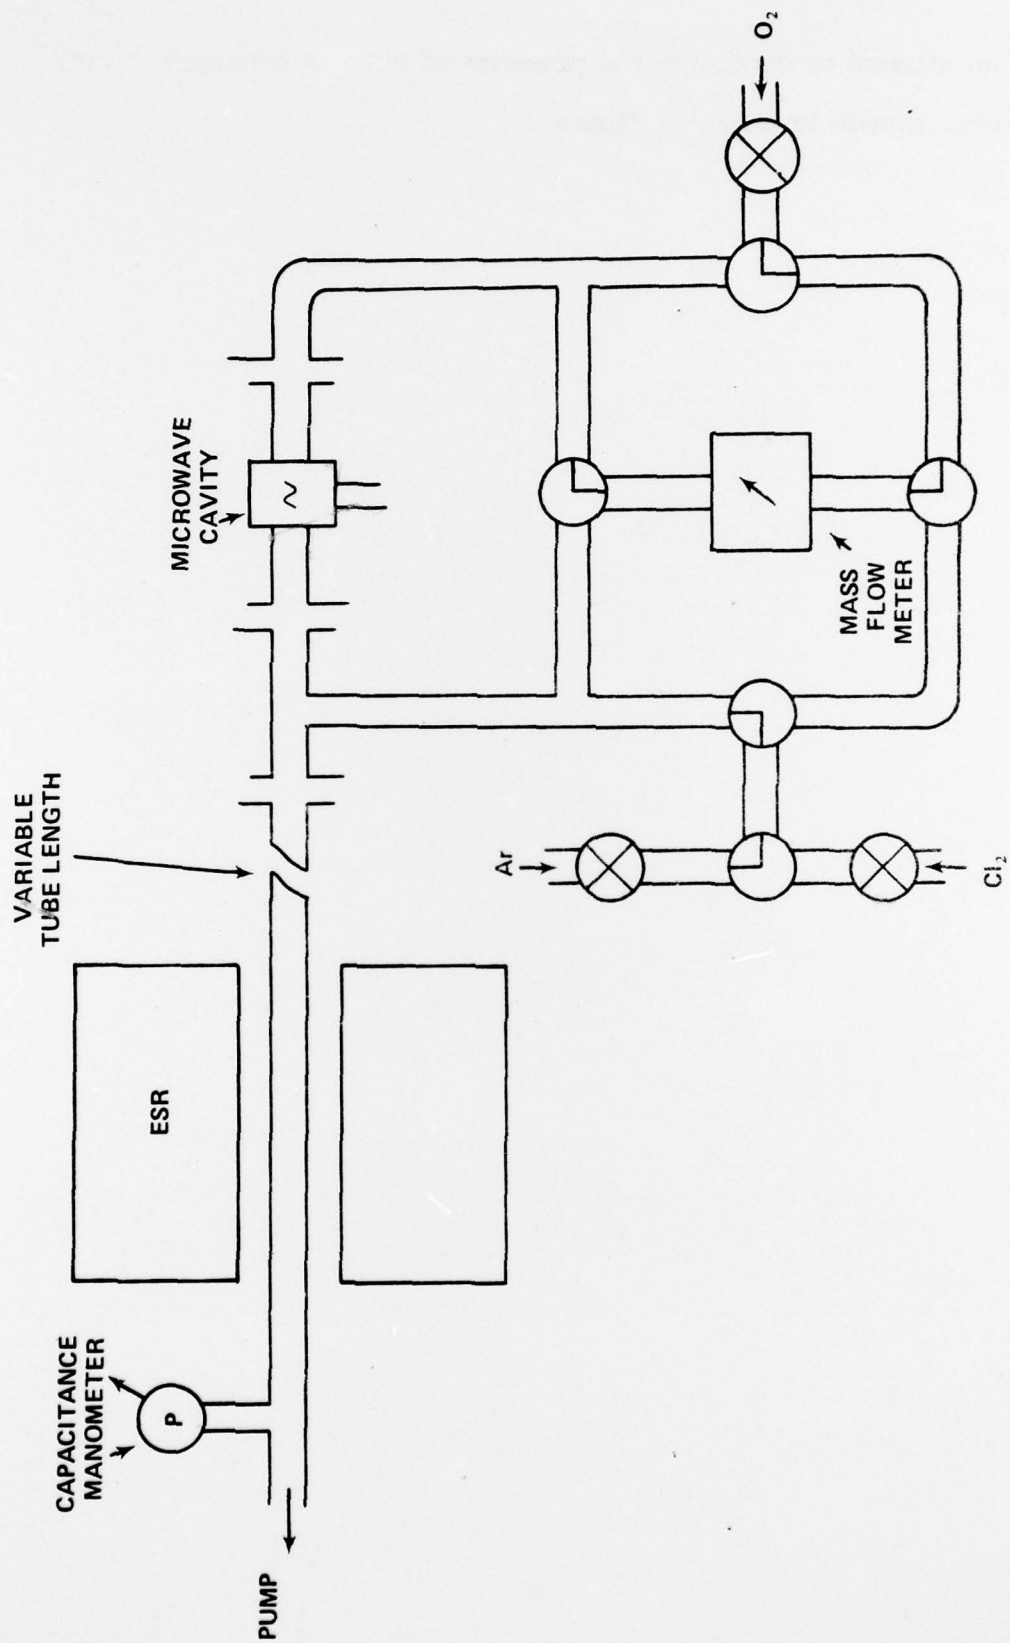 VARIABLE
TUBE LENGTH
MICROWAVE
CAVITY
CAPACITANCE
MANOMETER
P
ESR
PUMP
Ar
Cl₂
MASS
FLOW
METER
O₂